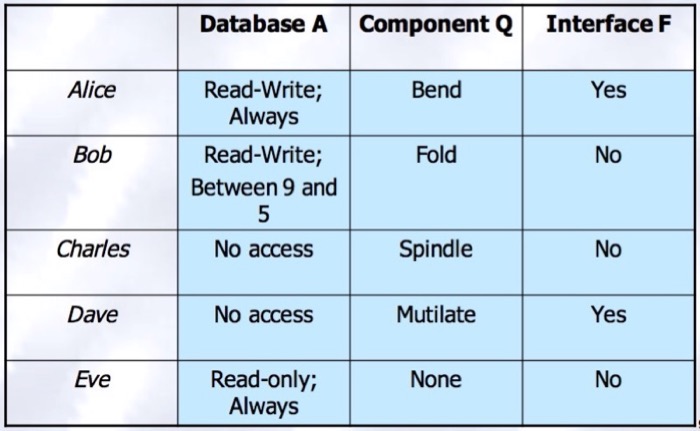 Database A Component Q Interface F
Alice Read-Write; Always Bend Yes
Bob Read-Write; Between 9 and 5 Fold No
Charles No access Spindle No
Dave No access Mutilate Yes
Eve Read-only; Always None No